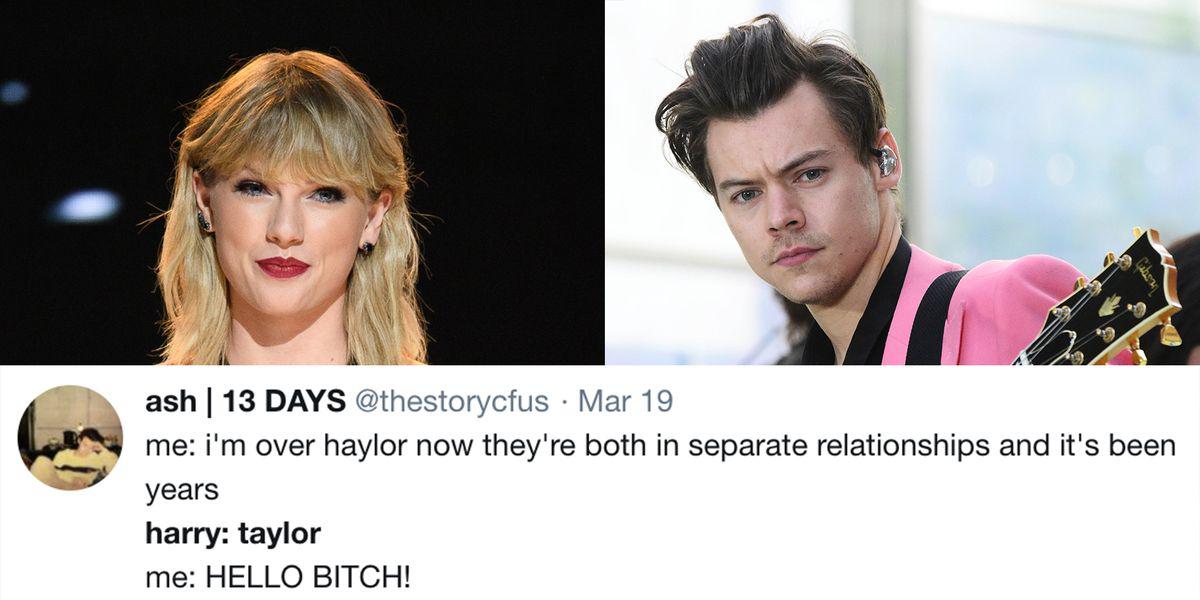 Gibson
ash | 13 DAYS @thestorycfus · Mar 19
me: i'm over haylor now they're both in separate relationships and it's been
years
harry: taylor
me: HELLO BITCH!